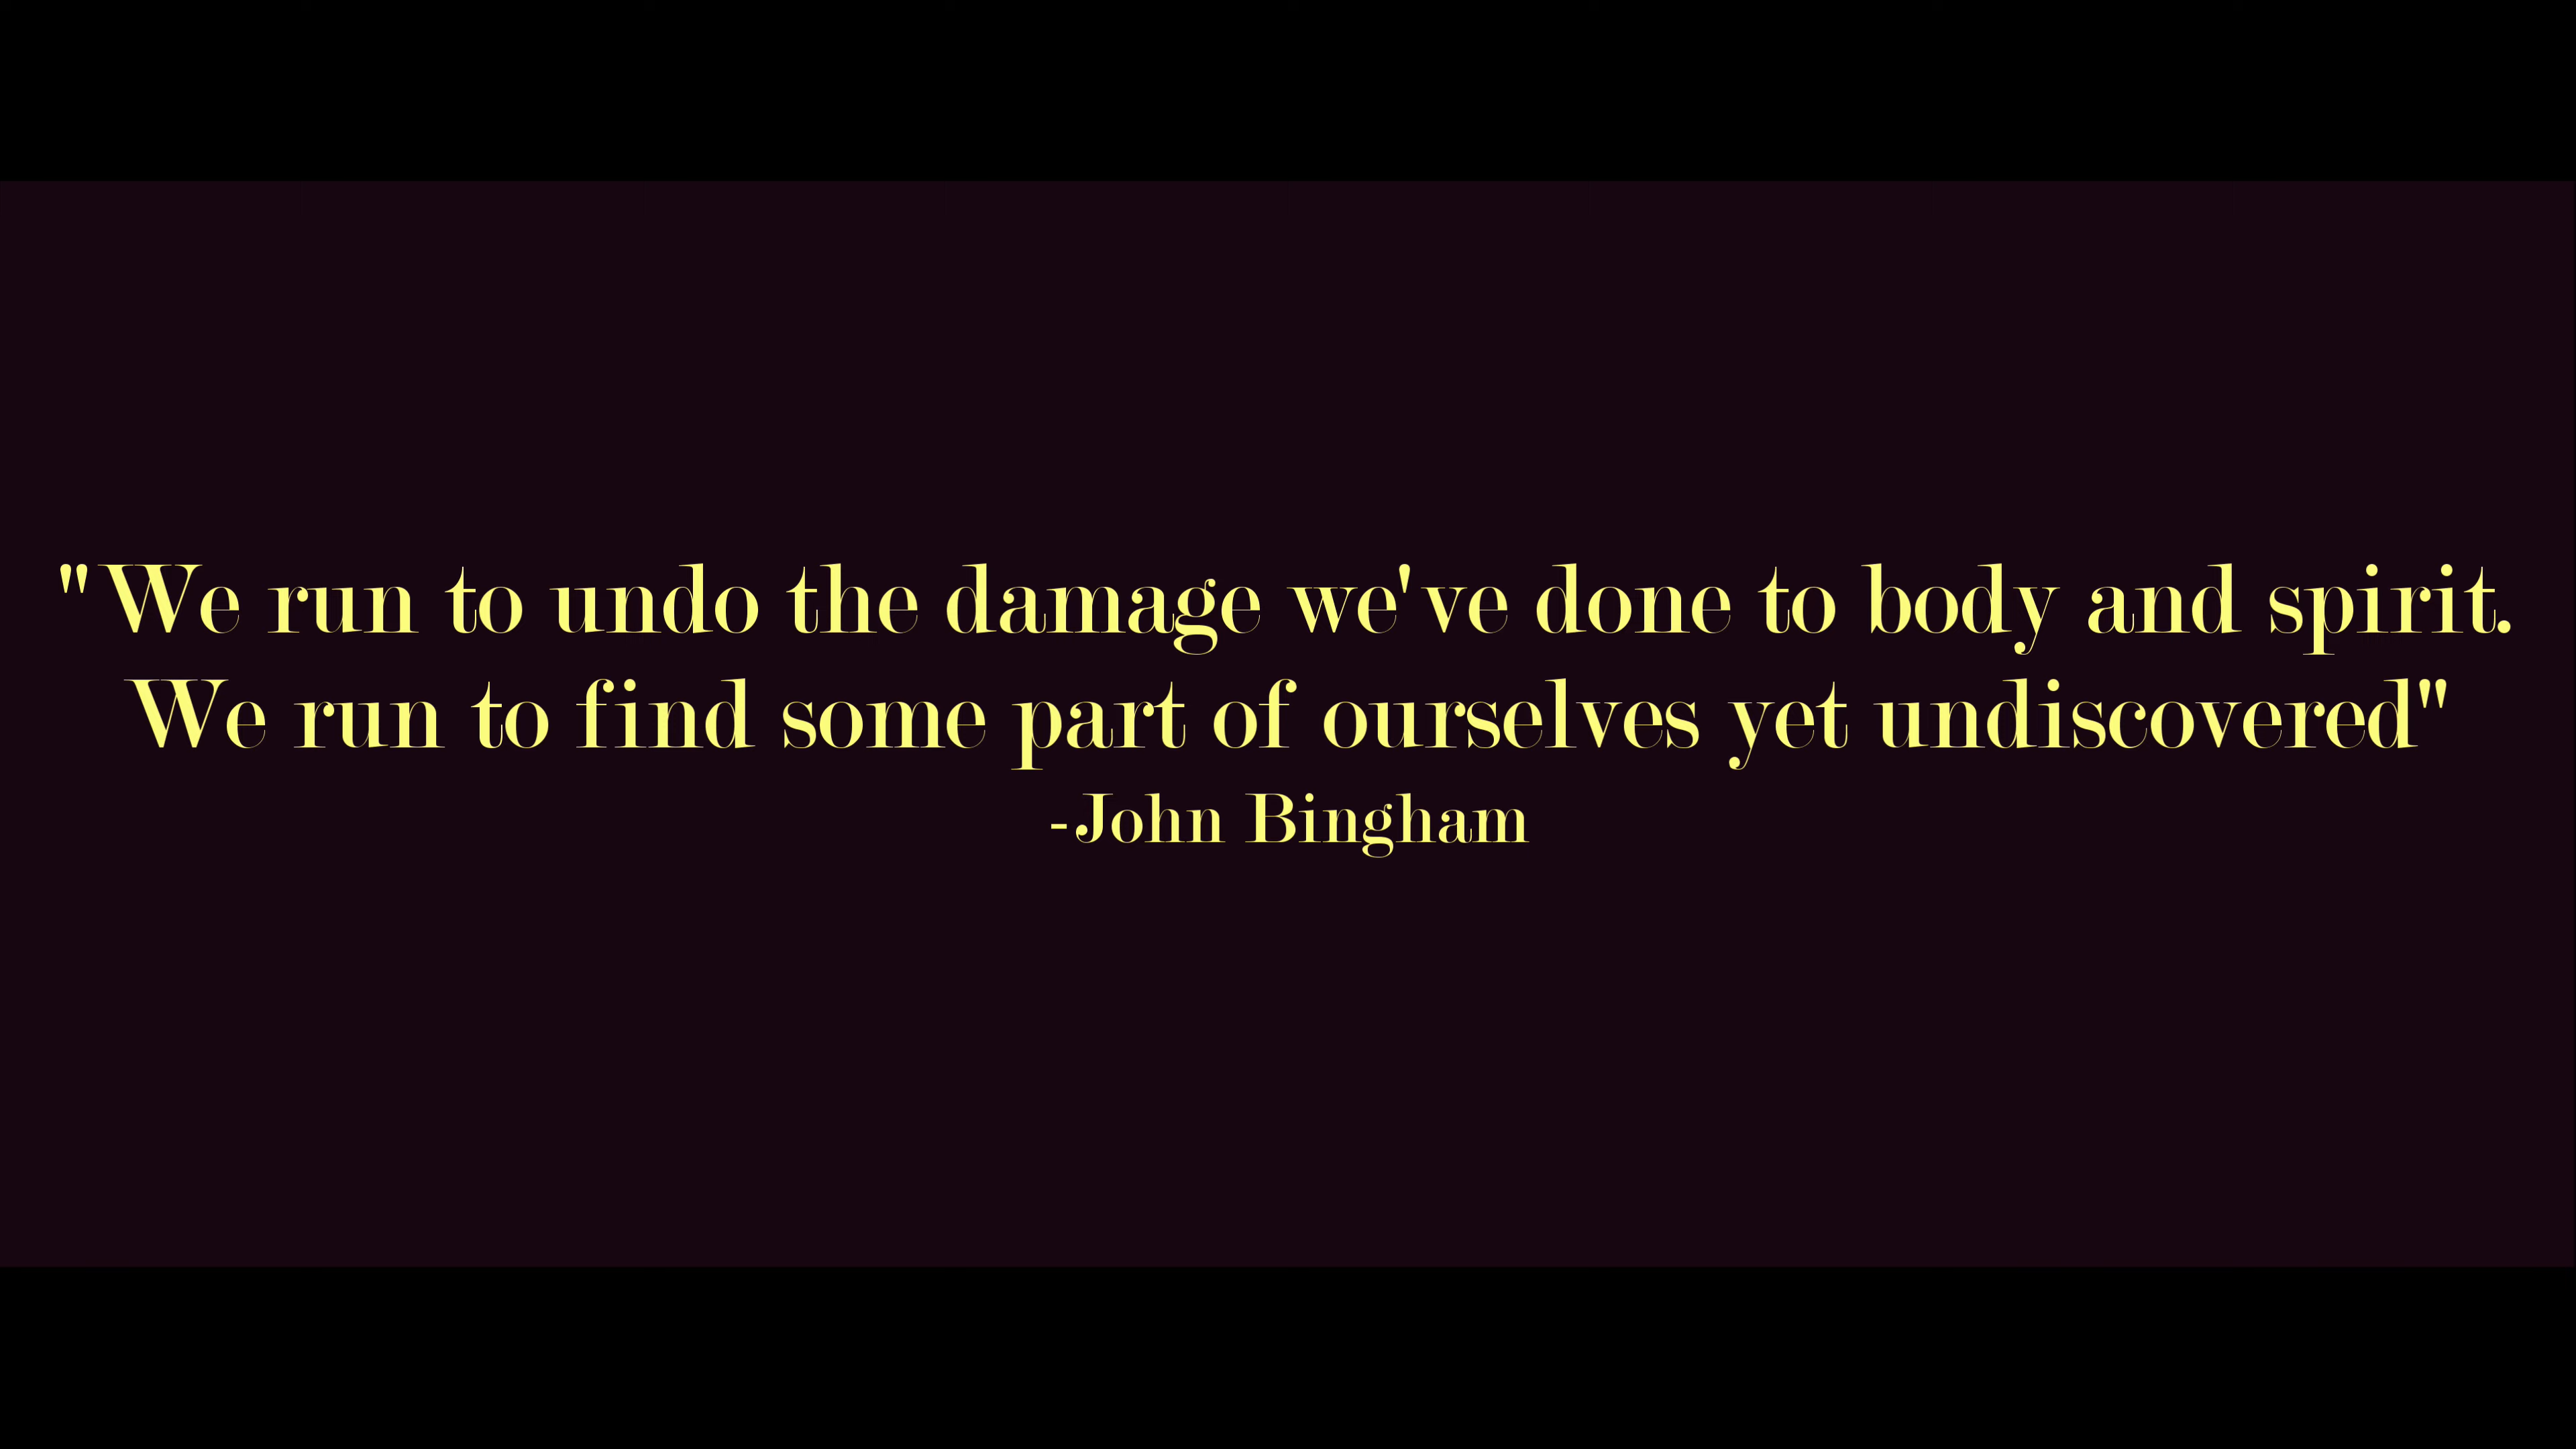 "We run to undo the damage we've done to body and spirit.
We run to find some part of ourselves yet undiscovered"
-John Bingham